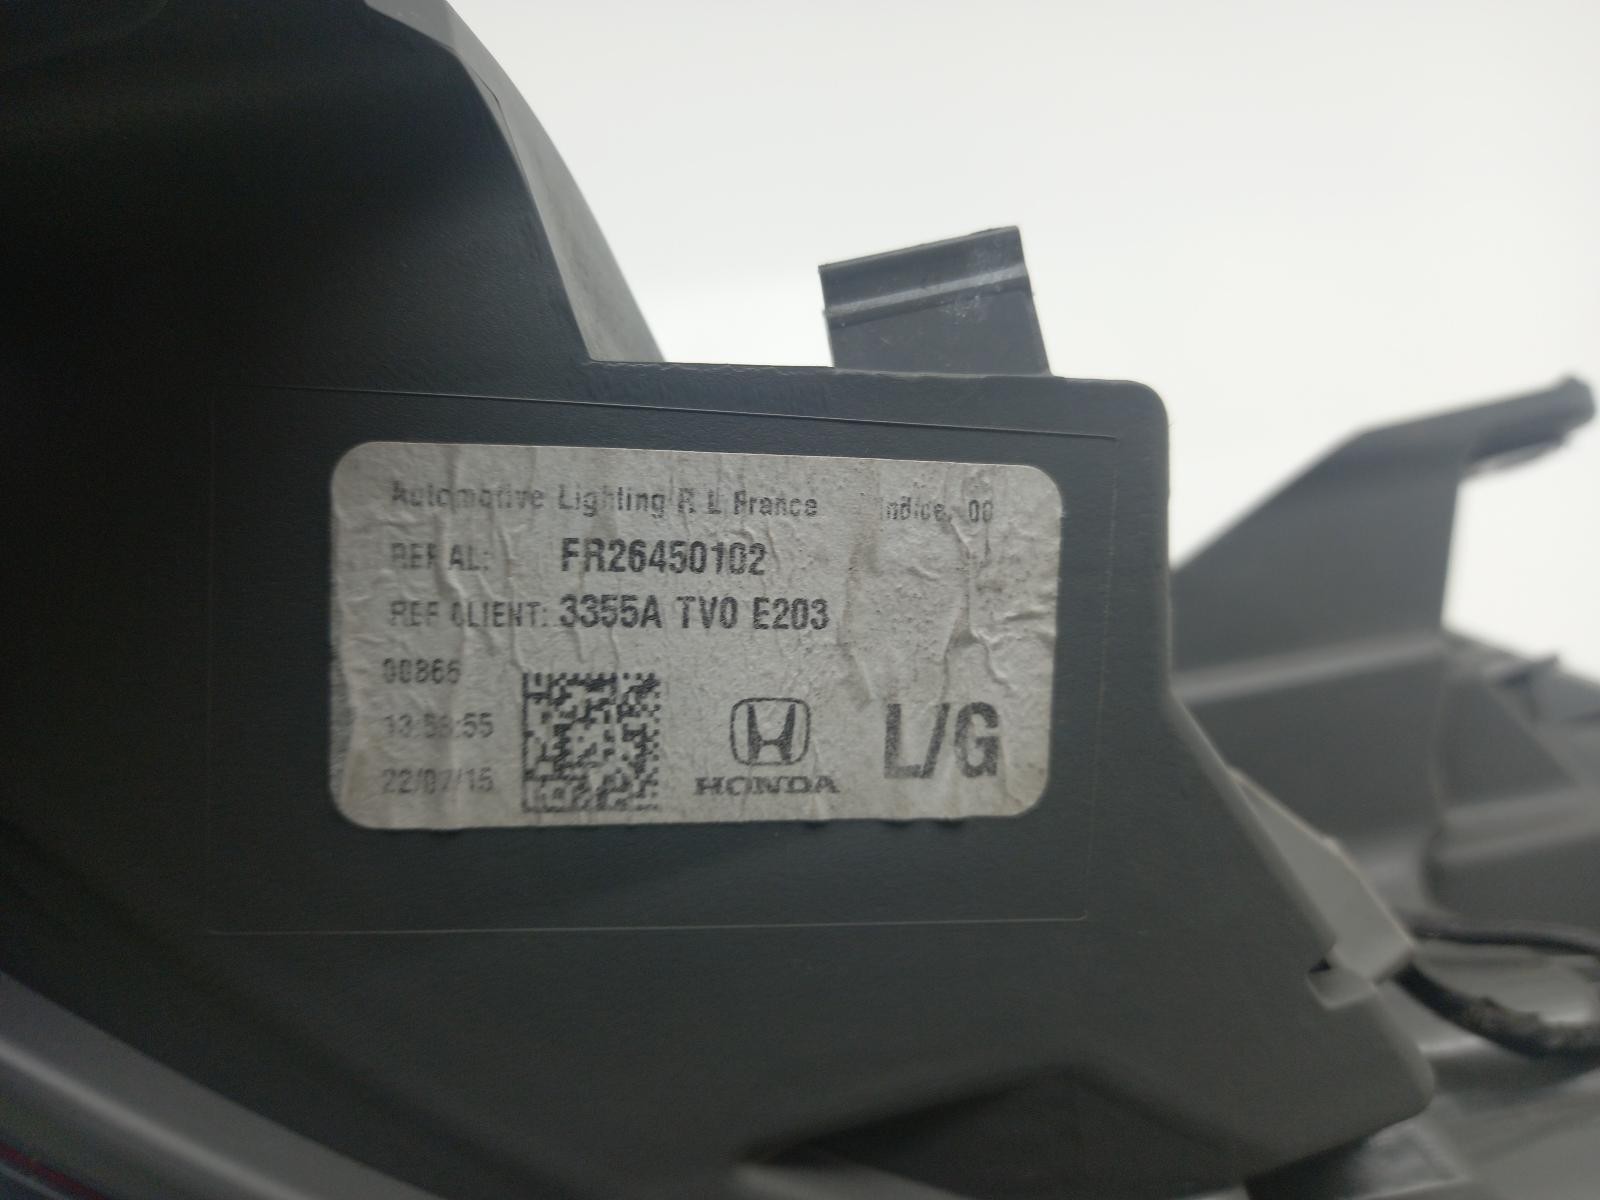 Automotive Lighting R L France Indice. 00
REF AL: FR26450102
REF CLIENT: 3355A TV0 E203
00866
13:58:55
22/07/15
HONDA
L/G